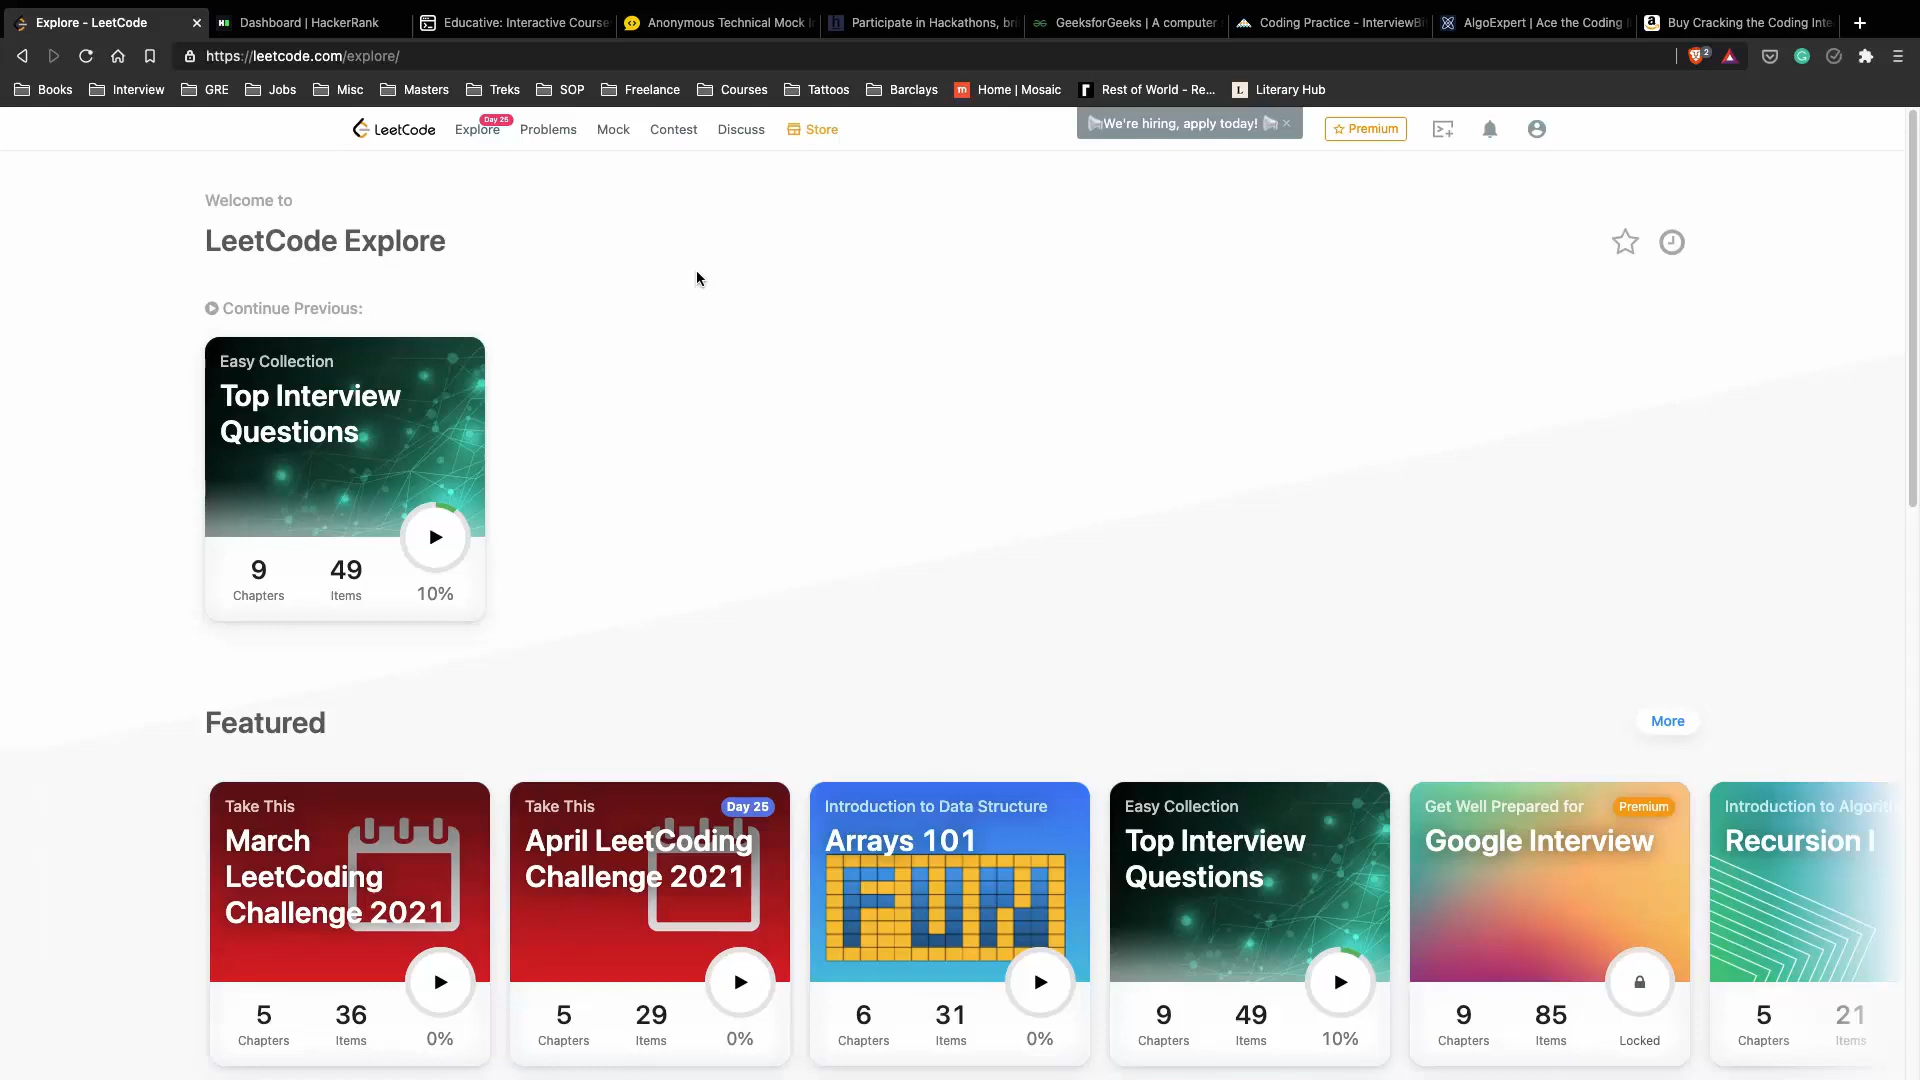 Explore - LeetCode
Dashboard | HackerRank
Educative: Interactive Course
Anonymous Technical Mock I
Participate in Hackathons, bri
GeeksforGeeks | A computer
Coding Practice - InterviewBi
AlgoExpert | Ace the Coding I
Buy Cracking the Coding Inte
https://leetcode.com/explore/
2
Books
Interview
GRE
Jobs
Misc
Masters
Treks
SOP
Freelance
Courses
Tattoos
Barclays
Home | Mosaic
Rest of World - Re...
Literary Hub
LeetCode
Explore
Day 25
Problems
Mock
Contest
Discuss
Store
We're hiring, apply today!
Premium
Welcome to
LeetCode Explore
Continue Previous:
Easy Collection
Top Interview
Questions
9
Chapters
49
Items
10%
Featured
More
Take This
March
LeetCoding
Challenge 2021
5
Chapters
36
Items
0%
Take This
Day 25
April LeetCoding
Challenge 2021
5
Chapters
29
Items
0%
Introduction to Data Structure
Arrays 101
FUN
6
Chapters
31
Items
0%
Easy Collection
Top Interview
Questions
9
Chapters
49
Items
10%
Get Well Prepared for
Premium
Google Interview
9
Chapters
85
Items
Locked
Introduction to Algorith
Recursion I
5
Chapters
21
Items